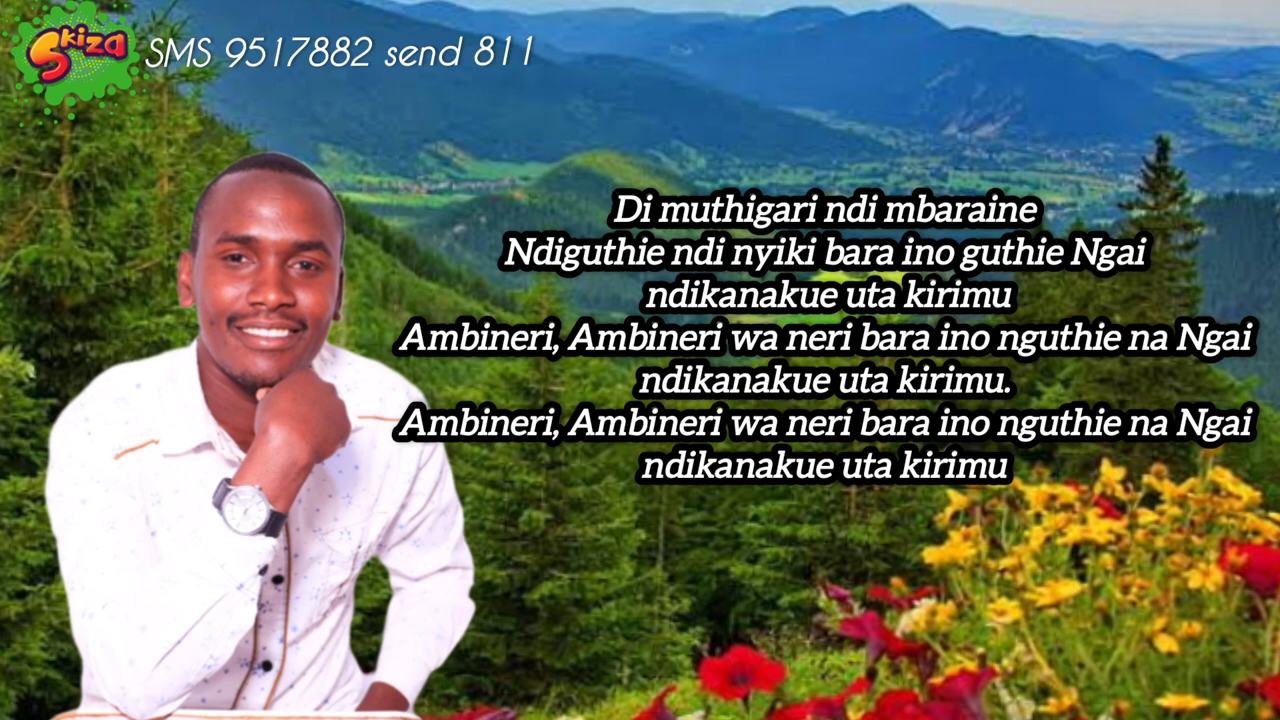 Skiza
SMS 9517882 send 811
Di muthigari ndi mbaraine
Ndiguthie ndi nyiki bara ino guthie Ngai
ndikanakue uta kirimu
Ambineri, Ambineri wa neri bara ino nguthie na Ngai
ndikanakue uta kirimu.
Ambineri, Ambineri wa neri bara ino nguthie na Ngai
ndikanakue uta kirimu